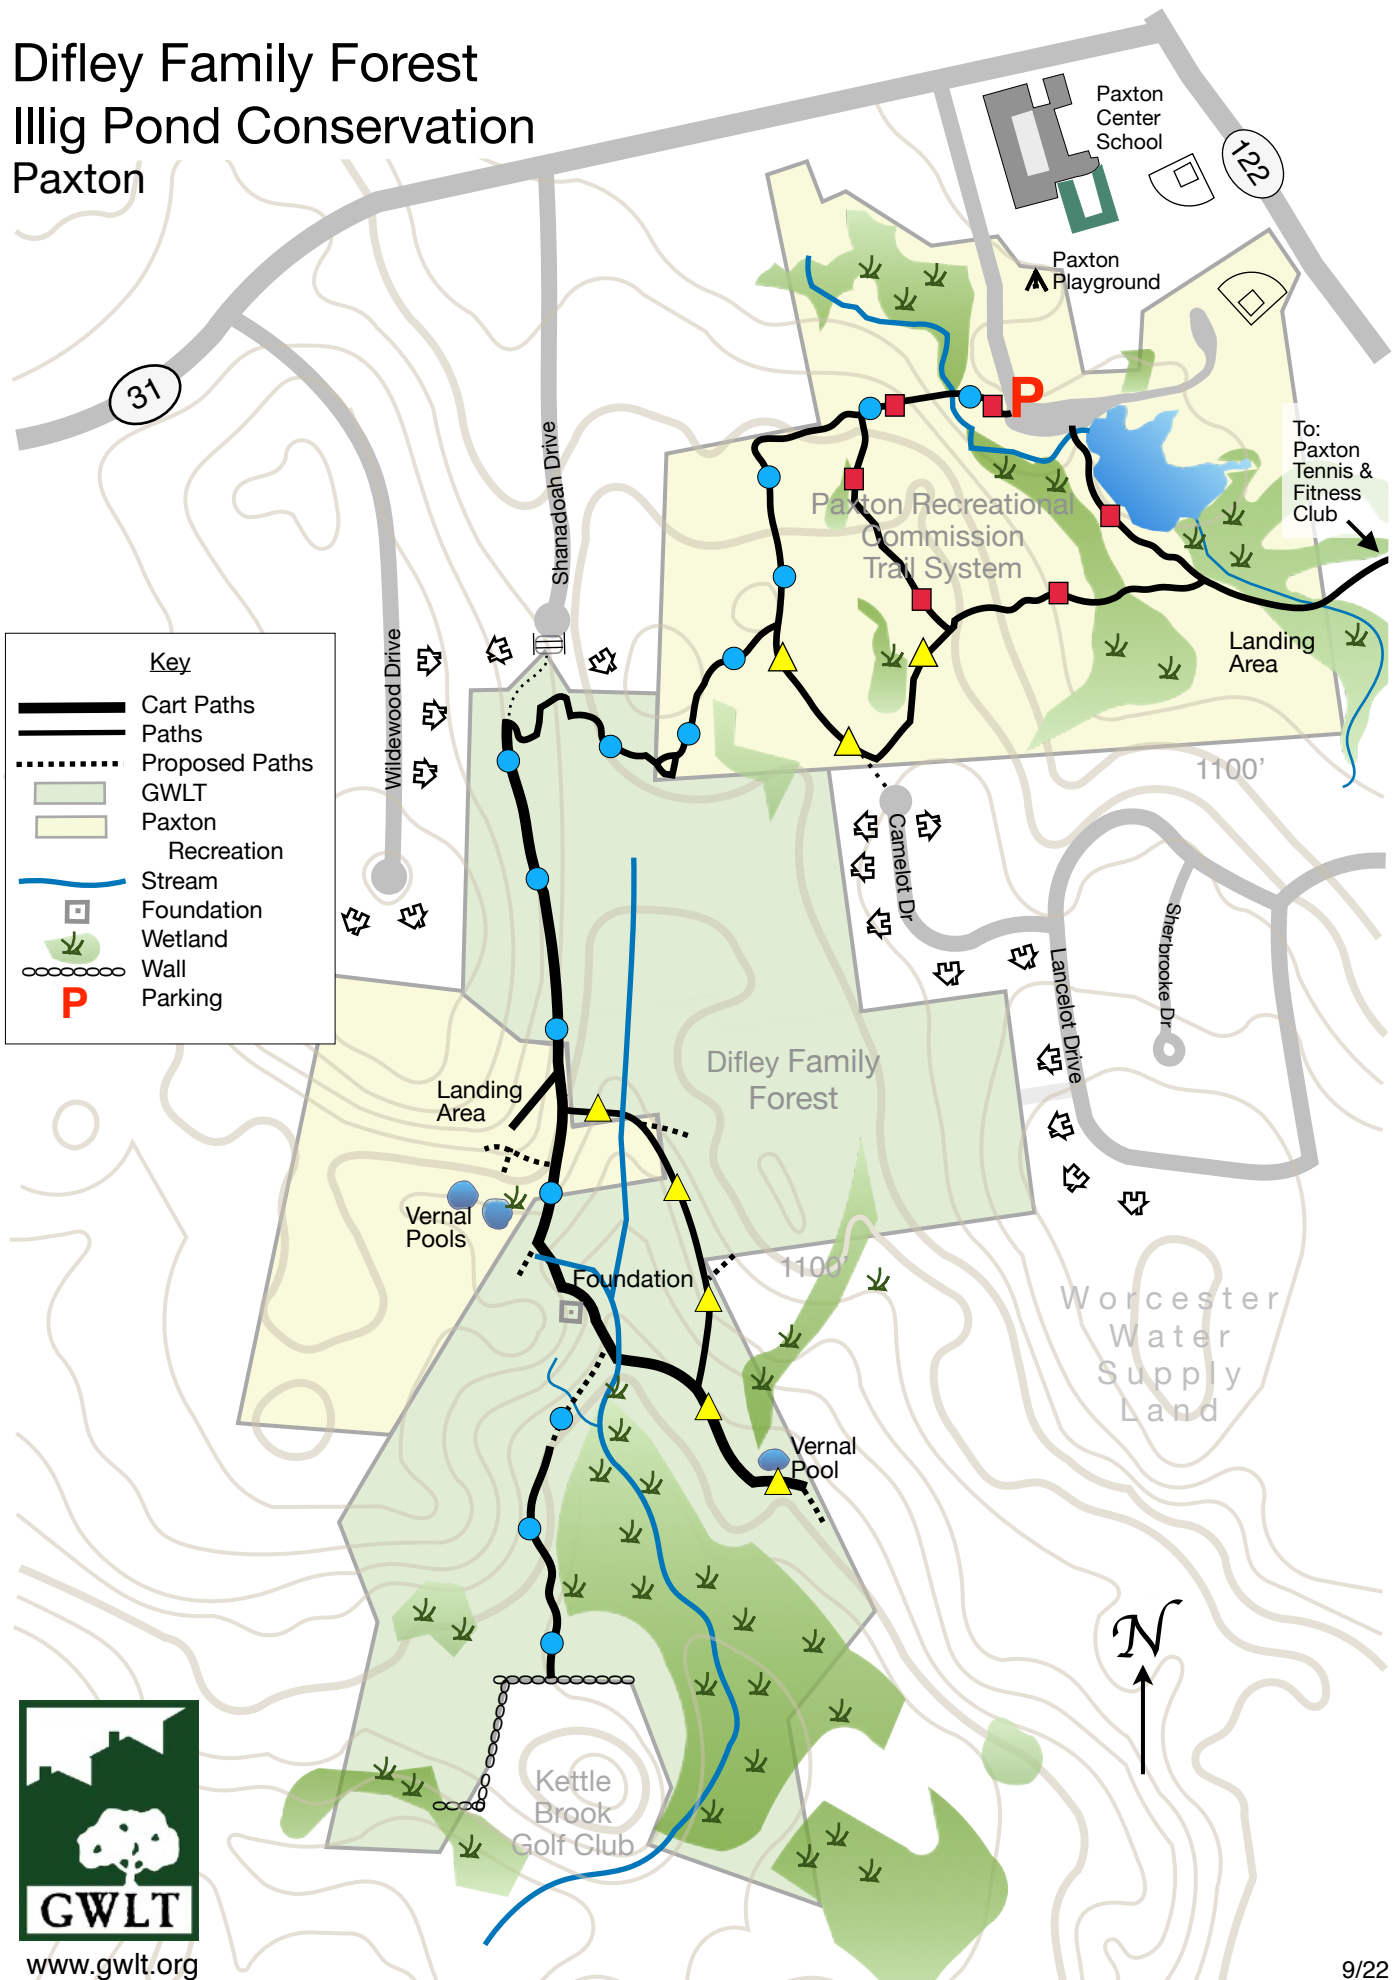 Difley Family Forest
Illig Pond Conservation
Paxton
Paxton
Center
School
122
Paxton
Playground
31
P
To:
Paxton
Tennis &
Fitness
Club
Shanadoah Drive
Paxton Recreational
Commission
Trail System
Landing
Area
Wildewood Drive
Key
Cart Paths
Paths
Proposed Paths
GWLT
Paxton
Recreation
Stream
Foundation
Wetland
Wall
P
Parking
1100'
Camelot Dr
Sherbrooke Dr
Lancelot Drive
Difley Family
Forest
Landing
Area
Vernal
Pools
Foundation
1100'
Worcester
Water
Supply
Land
Vernal
Pool
N
Kettle
Brook
Golf Club
GWLT
www.gwlt.org
9/22